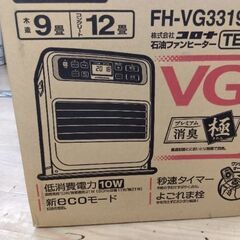 木造9畳 コンクリート12畳
FH-VG3319
株式会社コロナ
石油ファンヒーター
VG
プレミアム
消臭 極
低消費電力10W
新ecoモード
秒速タイマー
よごれま栓